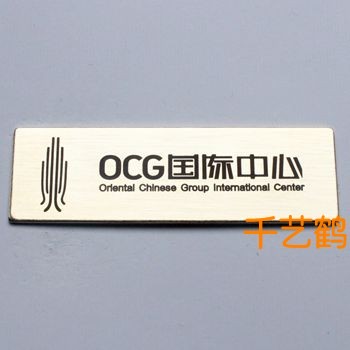 OCG国际中心
Oriental Chinese Group International Center
千艺鹤